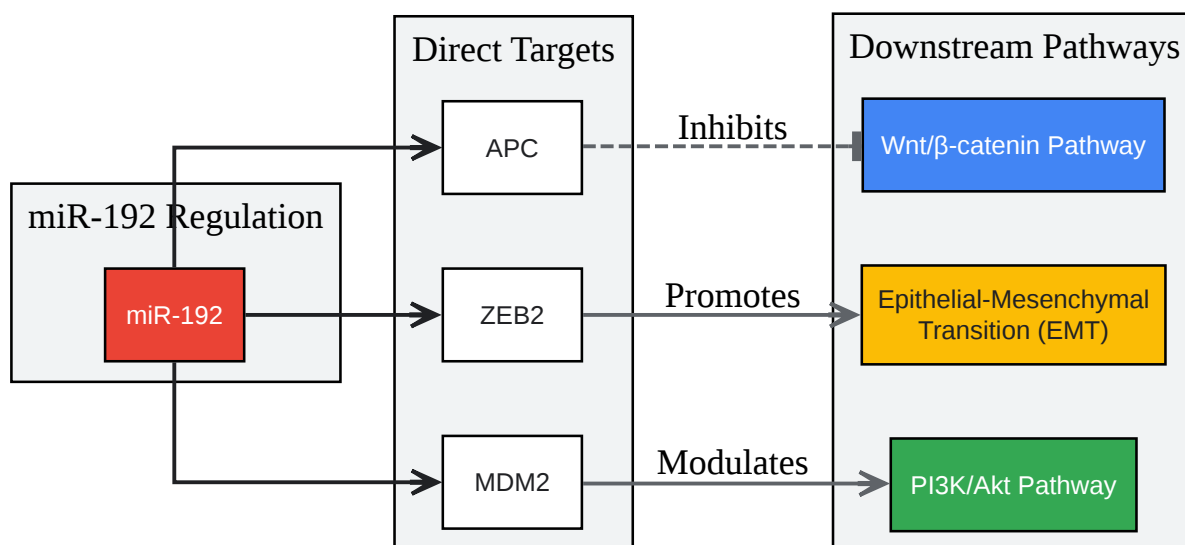 miR-192 Regulation
miR-192
Direct Targets
APC
ZEB2
MDM2
Inhibits
Promotes
Modulates
Downstream Pathways
Wnt/β-catenin Pathway
Epithelial-Mesenchymal
Transition (EMT)
PI3K/Akt Pathway